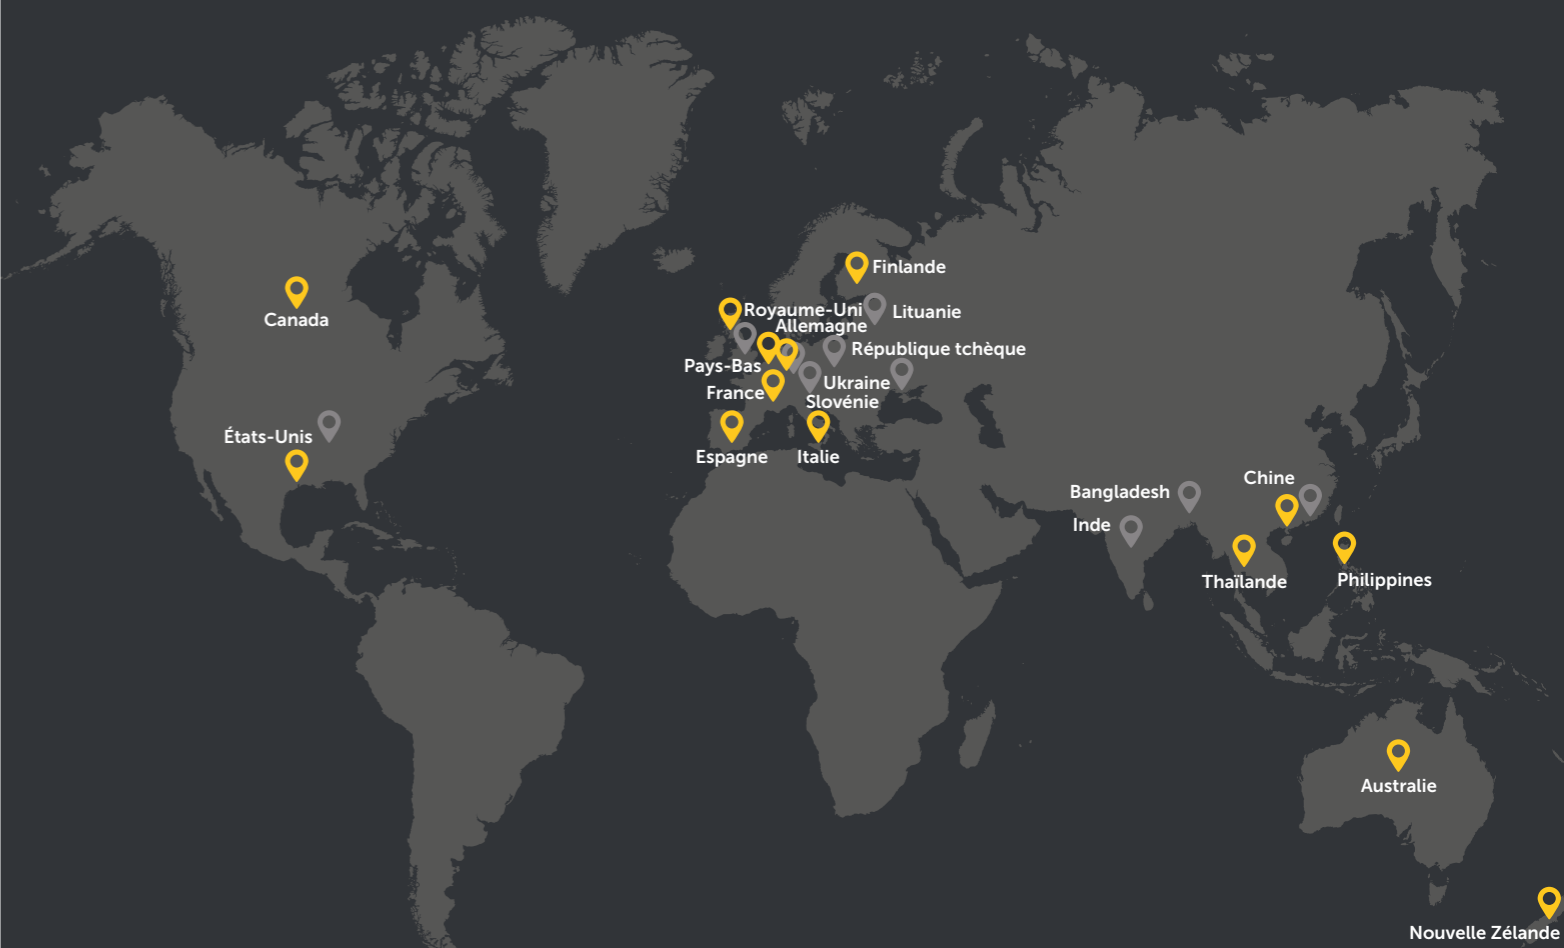 Finlande
Royaume-Uni
Lituanie
Canada
Allemagne
République tchèque
Pays-Bas
Ukraine
France
Slovénie
États-Unis
Espagne
Italie
Chine
Bangladesh
Inde
Thaïlande
Philippines
Australie
Nouvelle Zélande